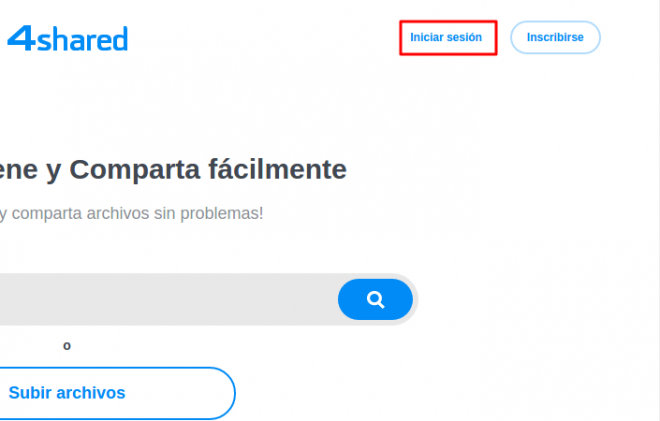 4shared
Iniciar sesión
Inscribirse
ene y Comparta fácilmente
y comparta archivos sin problemas!
o
Subir archivos